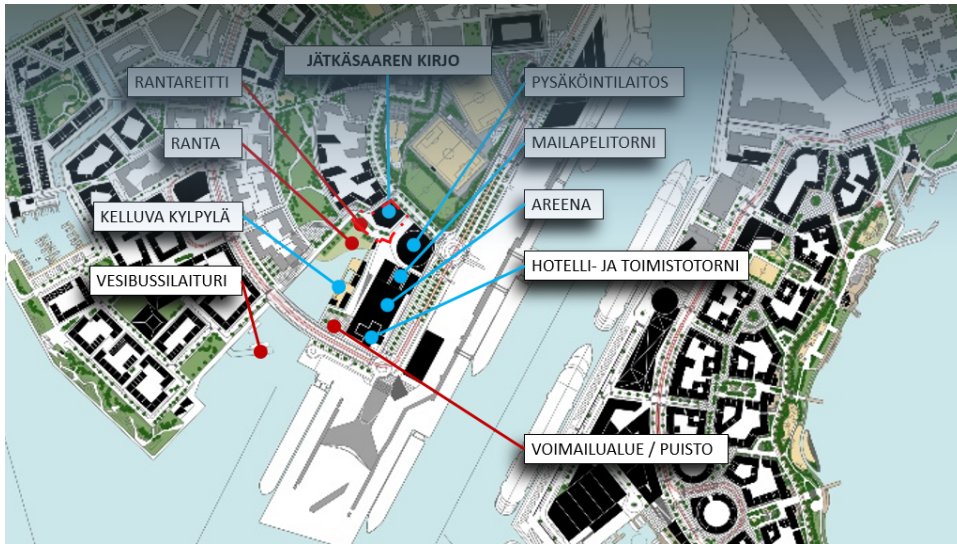 JÄTKÄSAAREN KIRJO
RANTAREITTI
PYSÄKÖINTILAITOS
RANTA
MAILAPELITORNI
KELLUVA KYLPYLÄ
AREENA
VESIBUSSILAITURI
HOTELLI- JA TOIMISTOTORNI
VOIMAILUALUE / PUISTO